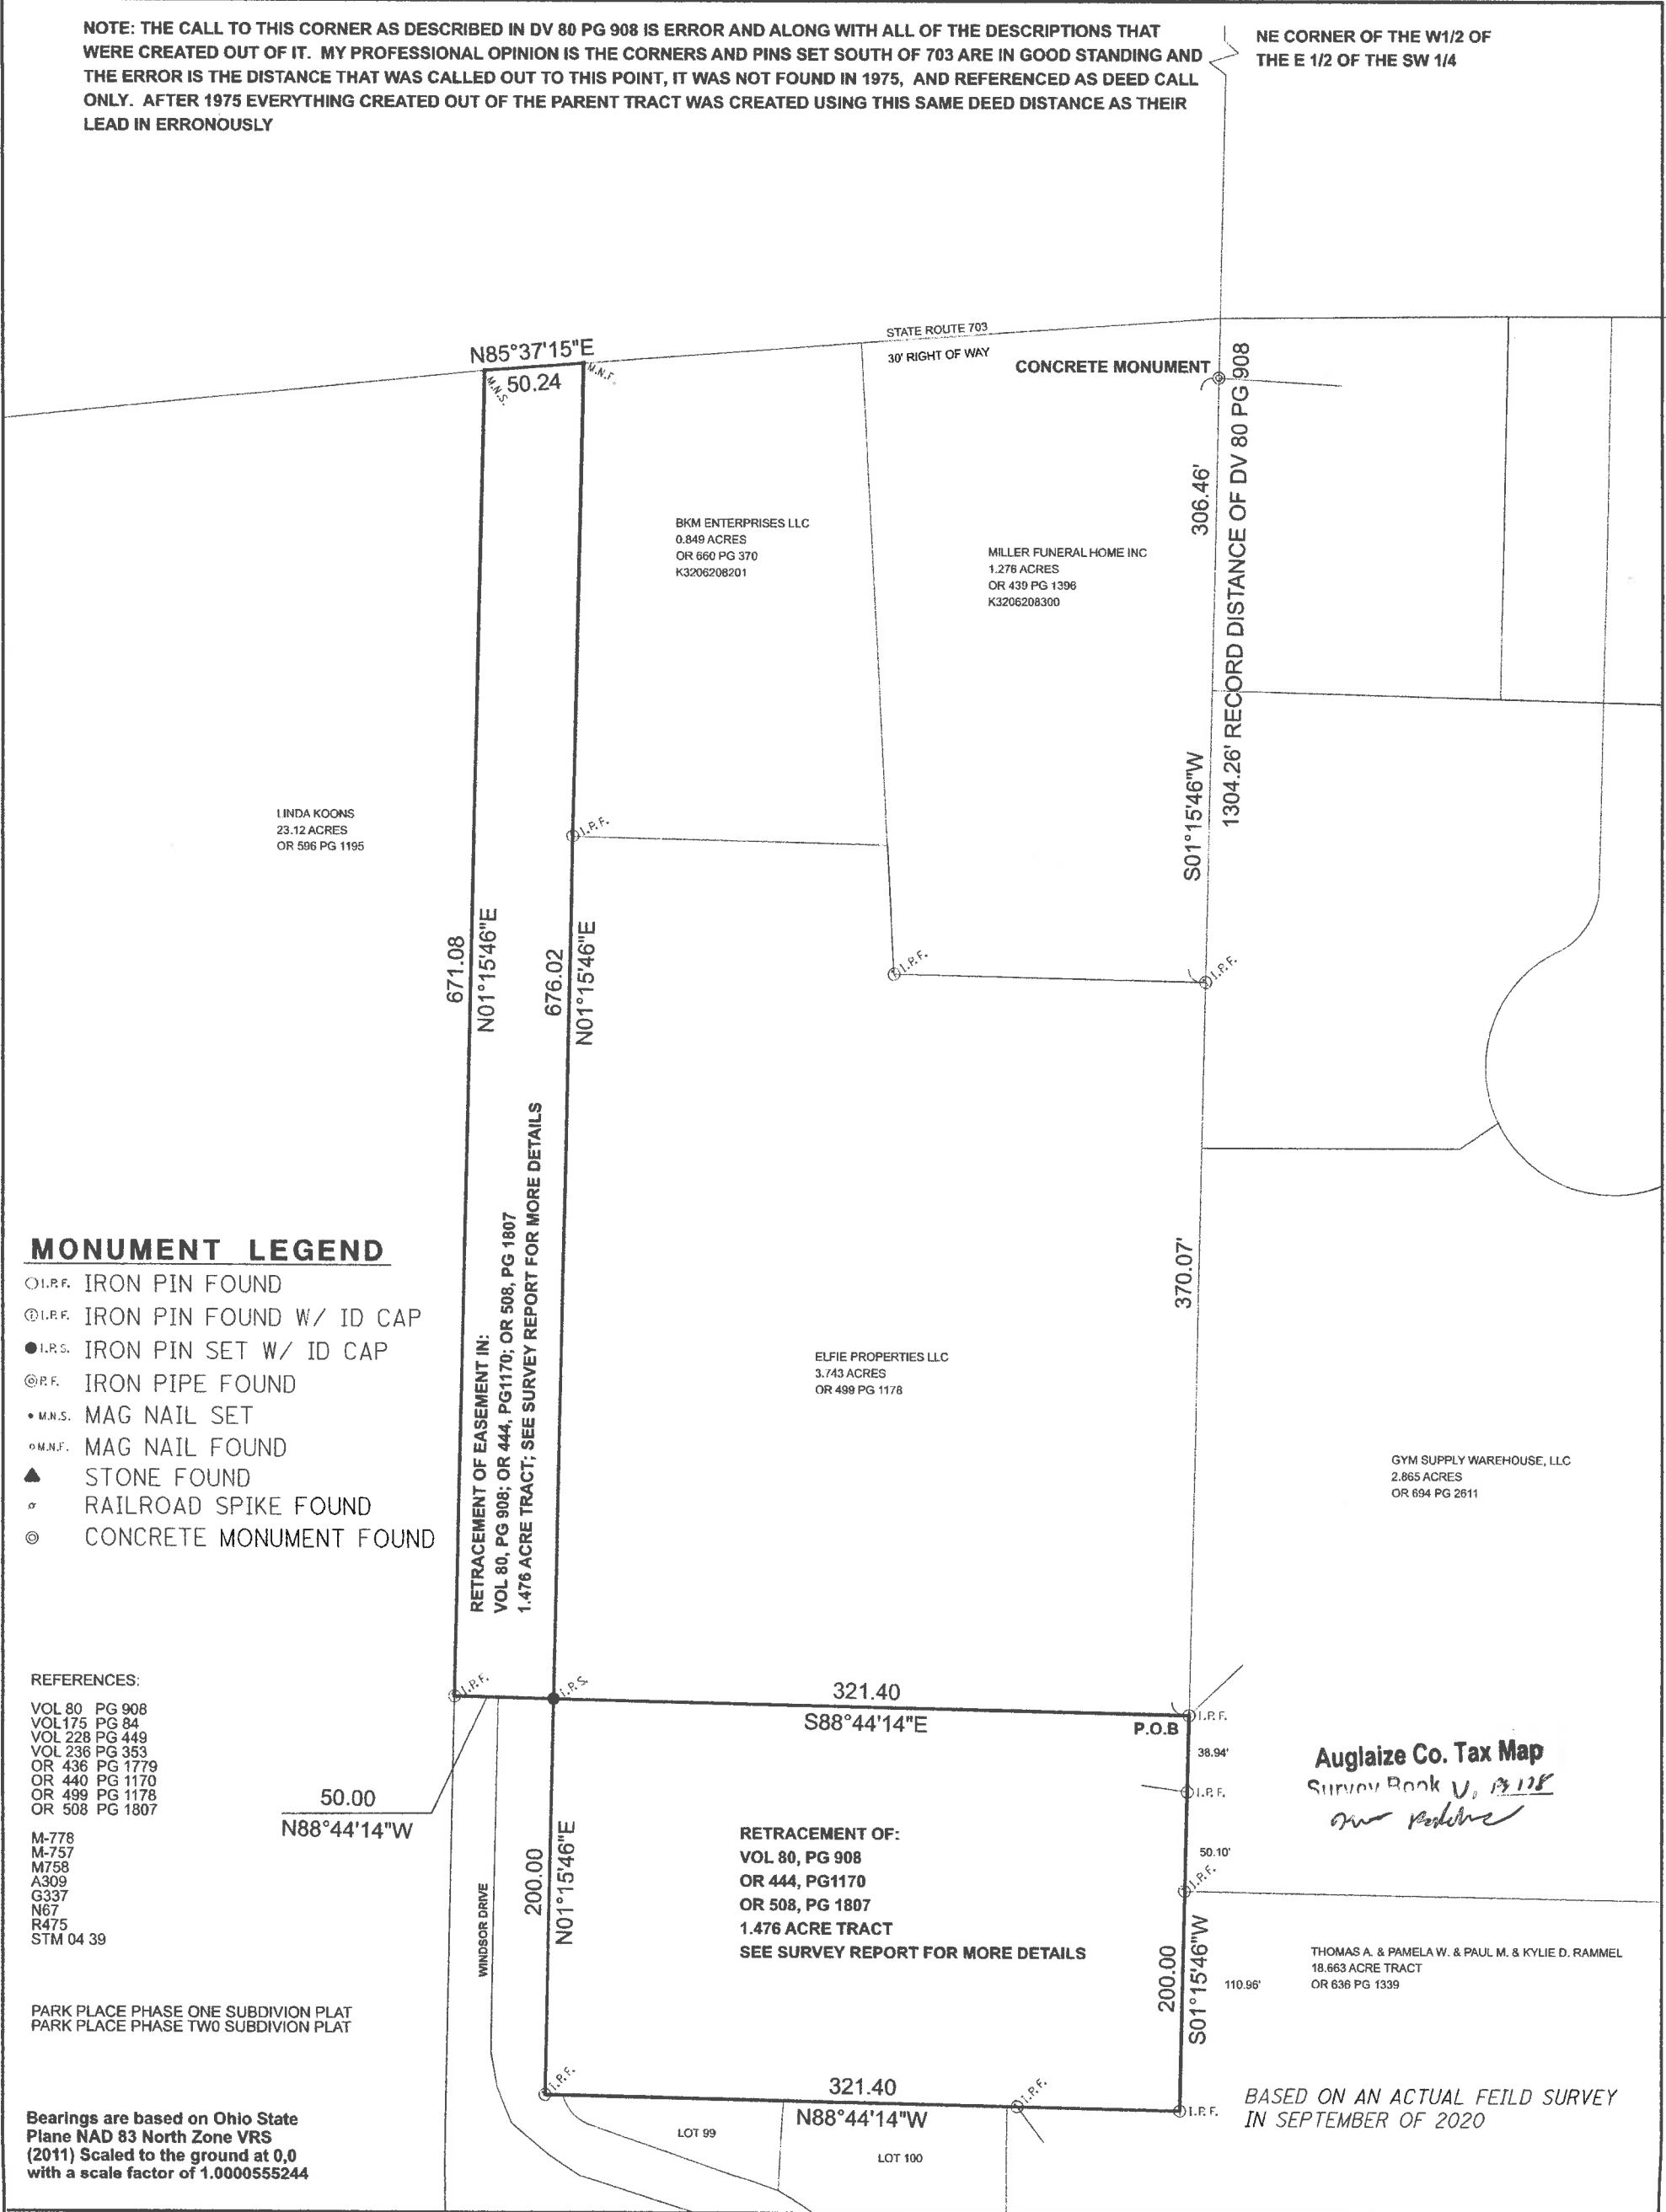 NOTE: THE CALL TO THIS CORNER AS DESCRIBED IN DV 80 PG 908 IS ERROR AND ALONG WITH ALL OF THE DESCRIPTIONS THAT
WERE CREATED OUT OF IT. MY PROFESSIONAL OPINION IS THE CORNERS AND PINS SET SOUTH OF 703 ARE IN GOOD STANDING AND
THE ERROR IS THE DISTANCE THAT WAS CALLED OUT TO THIS POINT, IT WAS NOT FOUND IN 1975, AND REFERENCED AS DEED CALL
ONLY. AFTER 1975 EVERYTHING CREATED OUT OF THE PARENT TRACT WAS CREATED USING THIS SAME DEED DISTANCE AS THEIR
LEAD IN ERRONOUSLY
NE CORNER OF THE W1/2 OF
THE E 1/2 OF THE SW 1/4
STATE ROUTE 703
30' RIGHT OF WAY
N85°37'15"E
50.24
M.N.S.
M.N.F.
CONCRETE MONUMENT
306.46'
1304.26' RECORD DISTANCE OF DV 80 PG 908
S01°15'46"W
BKM ENTERPRISES LLC
0.849 ACRES
OR 660 PG 370
K3206208201
MILLER FUNERAL HOME INC
1.276 ACRES
OR 439 PG 1396
K3206208300
LINDA KOONS
23.12 ACRES
OR 596 PG 1195
I.P.F.
I.P.F.
I.P.F.
671.08
N01°15'46"E
676.02
N01°15'46"E
RETRACEMENT OF EASEMENT IN:
VOL 80, PG 908; OR 444, PG1170; OR 508, PG 1807
1.476 ACRE TRACT; SEE SURVEY REPORT FOR MORE DETAILS
370.07'
ELFIE PROPERTIES LLC
3.743 ACRES
OR 499 PG 1178
GYM SUPPLY WAREHOUSE, LLC
2.865 ACRES
OR 694 PG 2611
MONUMENT LEGEND
I.P.F. IRON PIN FOUND
I.P.F. IRON PIN FOUND W/ ID CAP
I.P.S. IRON PIN SET W/ ID CAP
P.F. IRON PIPE FOUND
M.N.S. MAG NAIL SET
M.N.F. MAG NAIL FOUND
STONE FOUND
RAILROAD SPIKE FOUND
CONCRETE MONUMENT FOUND
REFERENCES:
VOL 80 PG 908
VOL175 PG 84
VOL 228 PG 449
VOL 236 PG 353
OR 436 PG 1779
OR 440 PG 1170
OR 499 PG 1178
OR 508 PG 1807
M-778
M-757
M758
A309
G337
N67
R475
STM 04 39
PARK PLACE PHASE ONE SUBDIVION PLAT
PARK PLACE PHASE TWO SUBDIVION PLAT
Bearings are based on Ohio State
Plane NAD 83 North Zone VRS
(2011) Scaled to the ground at 0,0
with a scale factor of 1.0000555244
I.P.F.
I.P.S.
321.40
S88°44'14"E
P.O.B
I.P.F.
38.94'
I.P.F.
50.10'
I.P.F.
50.00
N88°44'14"W
WINDSOR DRIVE
200.00
N01°15'46"E
RETRACEMENT OF:
VOL 80, PG 908
OR 444, PG1170
OR 508, PG 1807
1.476 ACRE TRACT
SEE SURVEY REPORT FOR MORE DETAILS
200.00
S01°15'46"W
110.96'
Auglaize Co. Tax Map
Survey Book V, Pg 178
THOMAS A. & PAMELA W. & PAUL M. & KYLIE D. RAMMEL
18.663 ACRE TRACT
OR 636 PG 1339
I.P.F.
321.40
N88°44'14"W
I.P.F.
I.P.F.
LOT 99
LOT 100
BASED ON AN ACTUAL FEILD SURVEY
IN SEPTEMBER OF 2020